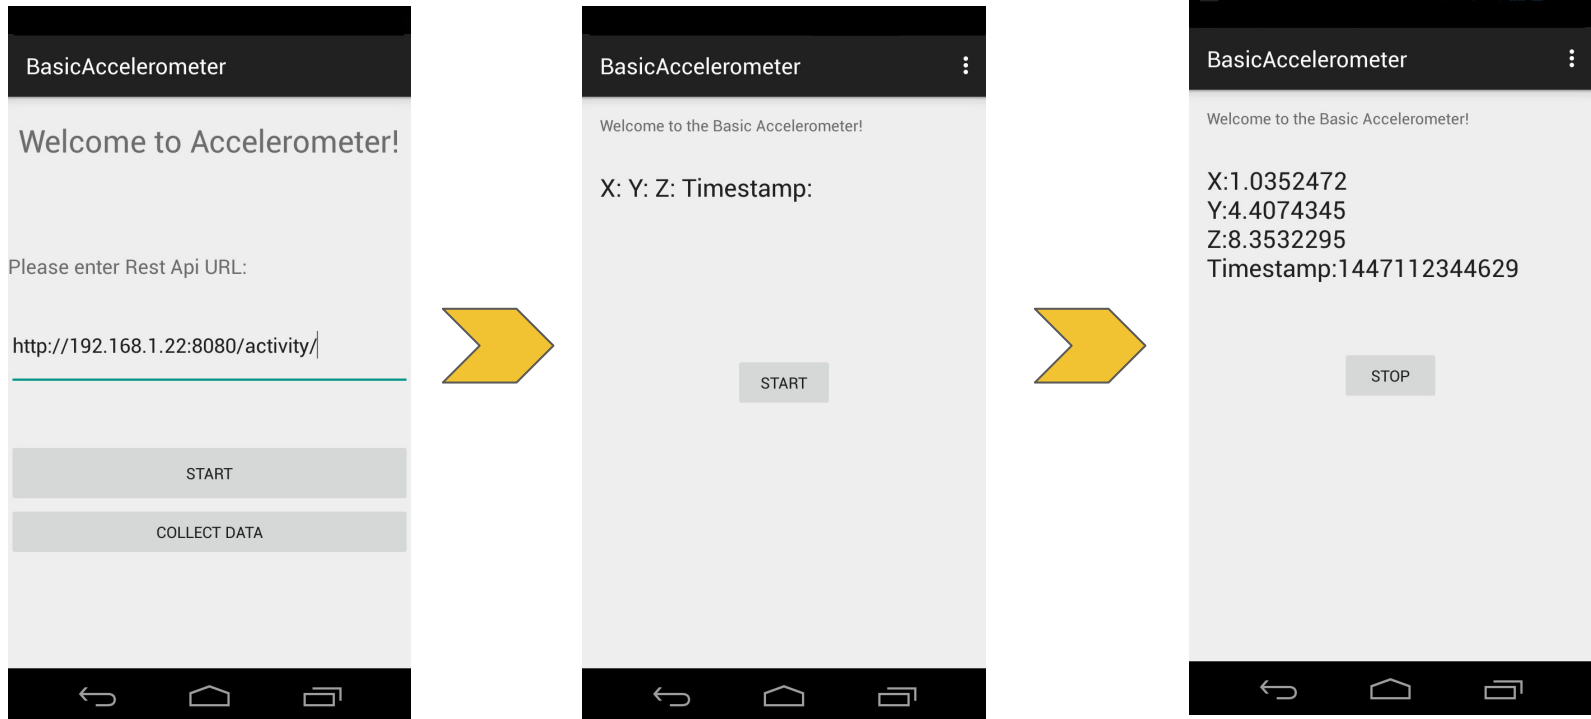 BasicAccelerometer
Welcome to Accelerometer!
Please enter Rest Api URL:
http://192.168.1.22:8080/activity/
START
COLLECT DATA
BasicAccelerometer
Welcome to the Basic Accelerometer!
X: Y: Z: Timestamp:
START
BasicAccelerometer
Welcome to the Basic Accelerometer!
X:1.0352472
Y:4.4074345
Z:8.3532295
Timestamp:1447112344629
STOP